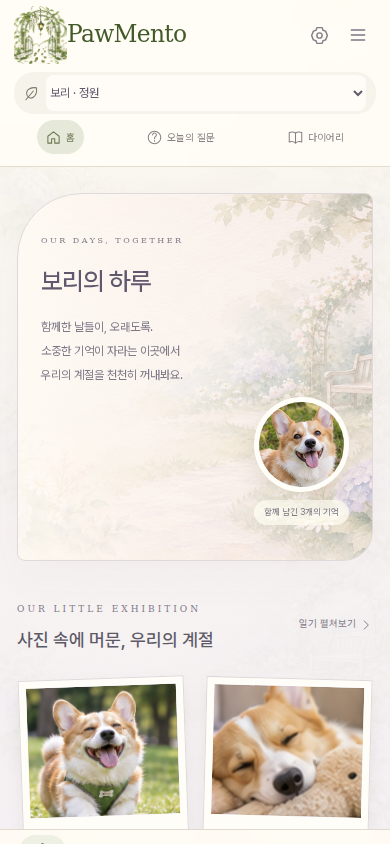 PawMento
보리 · 정원
홈
오늘의 질문
다이어리
OUR DAYS, TOGETHER
보리의 하루
함께한 날들이, 오래도록.
소중한 기억이 자라는 이곳에서
우리의 계절을 천천히 꺼내봐요.
함께 남긴 3개의 기억
OUR LITTLE EXHIBITION
사진 속에 머문, 우리의 계절
일기 펼쳐보기